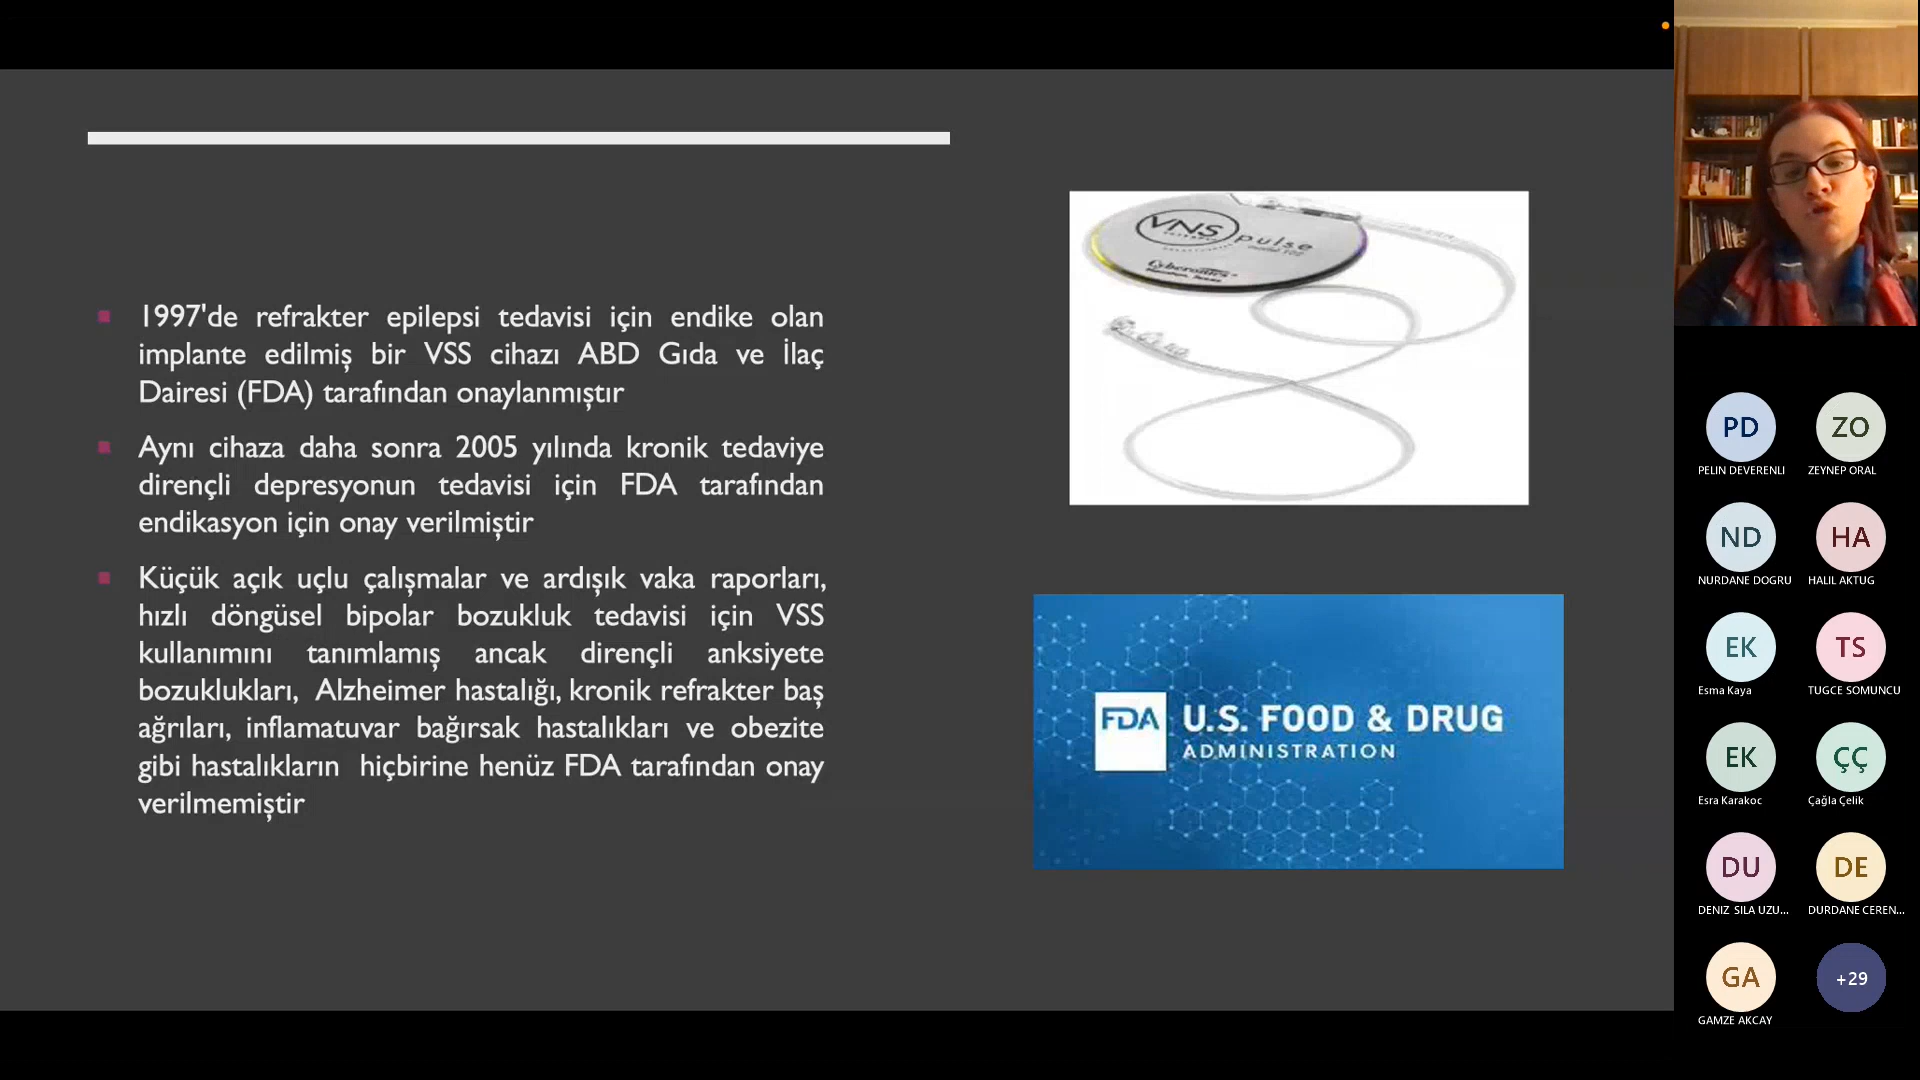 1997'de refrakter epilepsi tedavisi için endike olan
implante edilmiş bir VSS cihazı ABD Gıda ve İlaç
Dairesi (FDA) tarafından onaylanmıştır
Aynı cihaza daha sonra 2005 yılında kronik tedaviye
dirençli depresyonun tedavisi için FDA tarafından
endikasyon için onay verilmiştir
Küçük açık uçlu çalışmalar ve ardışık vaka raporları,
hızlı döngüsel bipolar bozukluk tedavisi için VSS
kullanımını tanımlamış ancak dirençli anksiyete
bozuklukları, Alzheimer hastalığı, kronik refrakter baş
ağrıları, inflamatuvar bağırsak hastalıkları ve obezite
gibi hastalıkların hiçbirine henüz FDA tarafından onay
verilmemiştir
VNS
pulse
Cyberonics
FDA U.S. FOOD & DRUG
ADMINISTRATION
PD ZO
PELIN DEVERENLI ZEYNEP ORAL
ND HA
NURDANE DOGRU HALIL AKTUG
EK TS
Esma Kaya TUGCE SOMUNCU
EK ÇÇ
Esra Karakoc Çağla Çelik
DU DE
DENIZ SILA UZU... DURDANE CEREN...
GA +29
GAMZE AKCAY